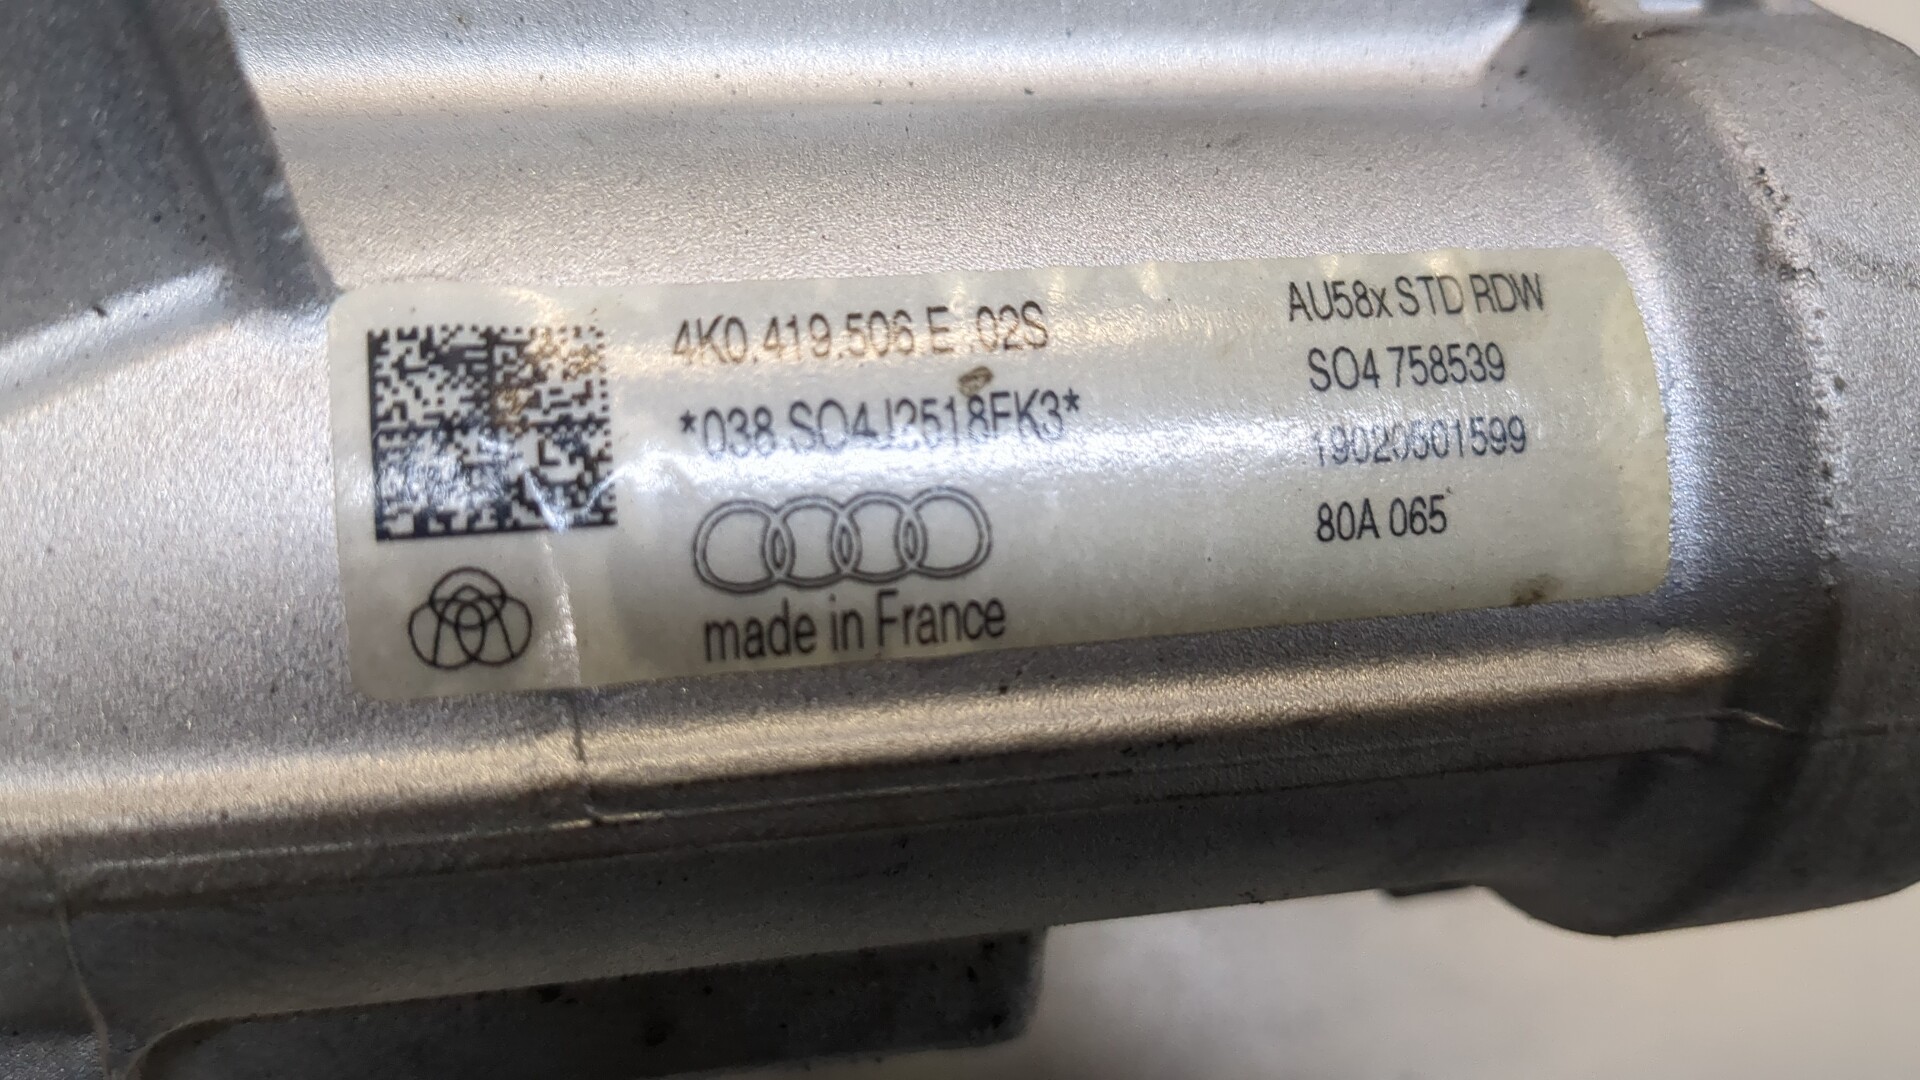 4K0.419.506 E .02S
*038 SO4J2518FK3*
made in France
AU58x STD RDW
SO4 758539
19020501599
80A 065